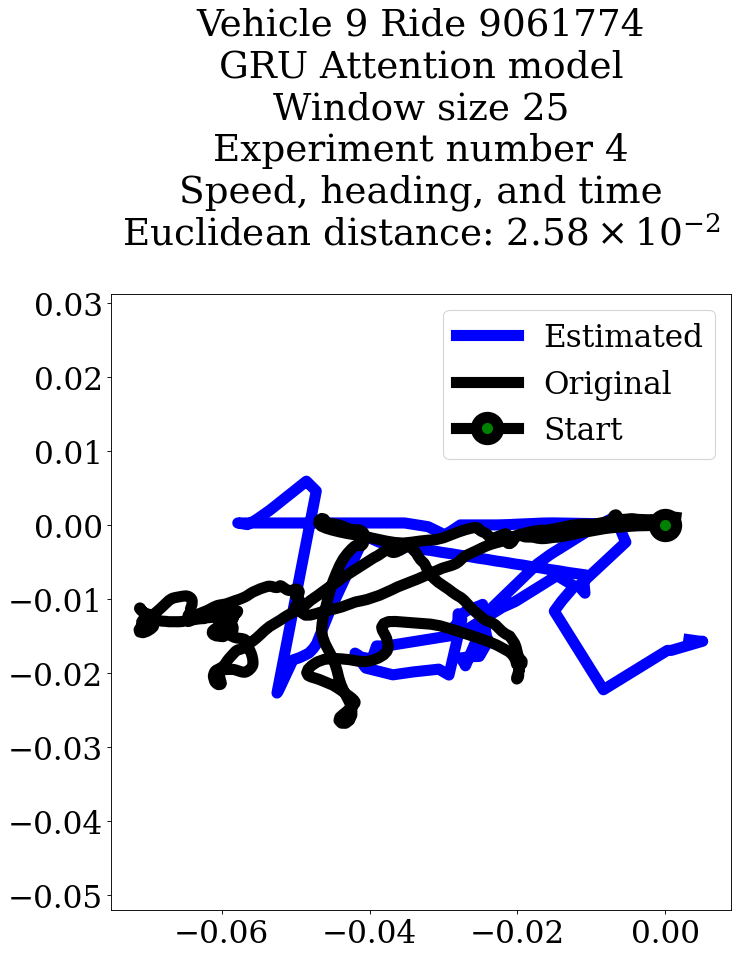 Vehicle 9 Ride 9061774
GRU Attention model
Window size 25
Experiment number 4
Speed, heading, and time
Euclidean distance: 2.58 × 10⁻²
Estimated
Original
Start
0.03
0.02
0.01
0.00
−0.01
−0.02
−0.03
−0.04
−0.05
−0.06
−0.04
−0.02
0.00